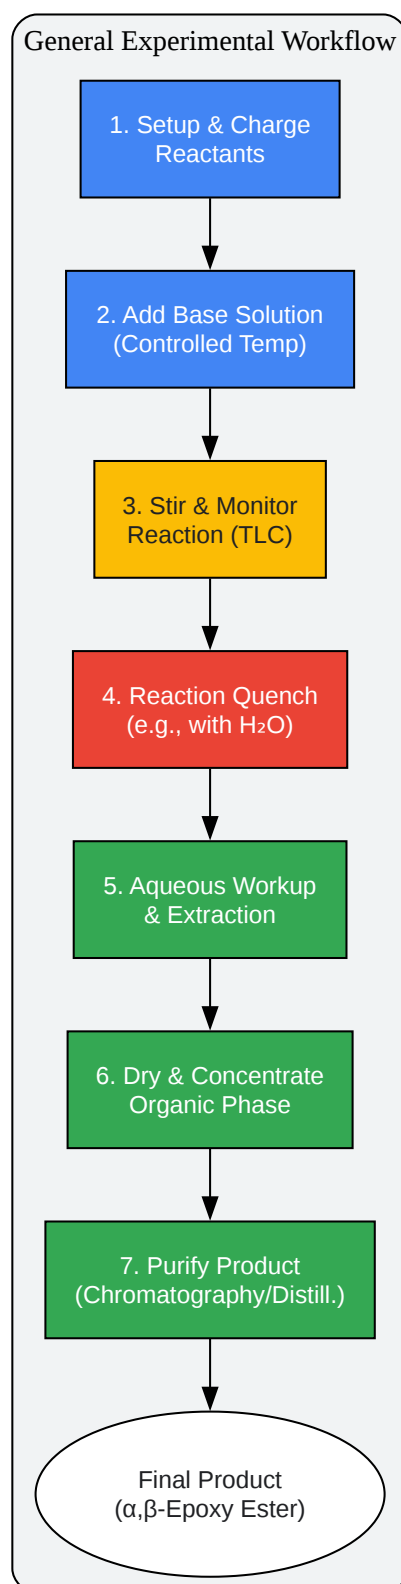 General Experimental Workflow
1. Setup & Charge
Reactants
2. Add Base Solution
(Controlled Temp)
3. Stir & Monitor
Reaction (TLC)
4. Reaction Quench
(e.g., with H₂O)
5. Aqueous Workup
& Extraction
6. Dry & Concentrate
Organic Phase
7. Purify Product
(Chromatography/Distill.)
Final Product
(α,β-Epoxy Ester)